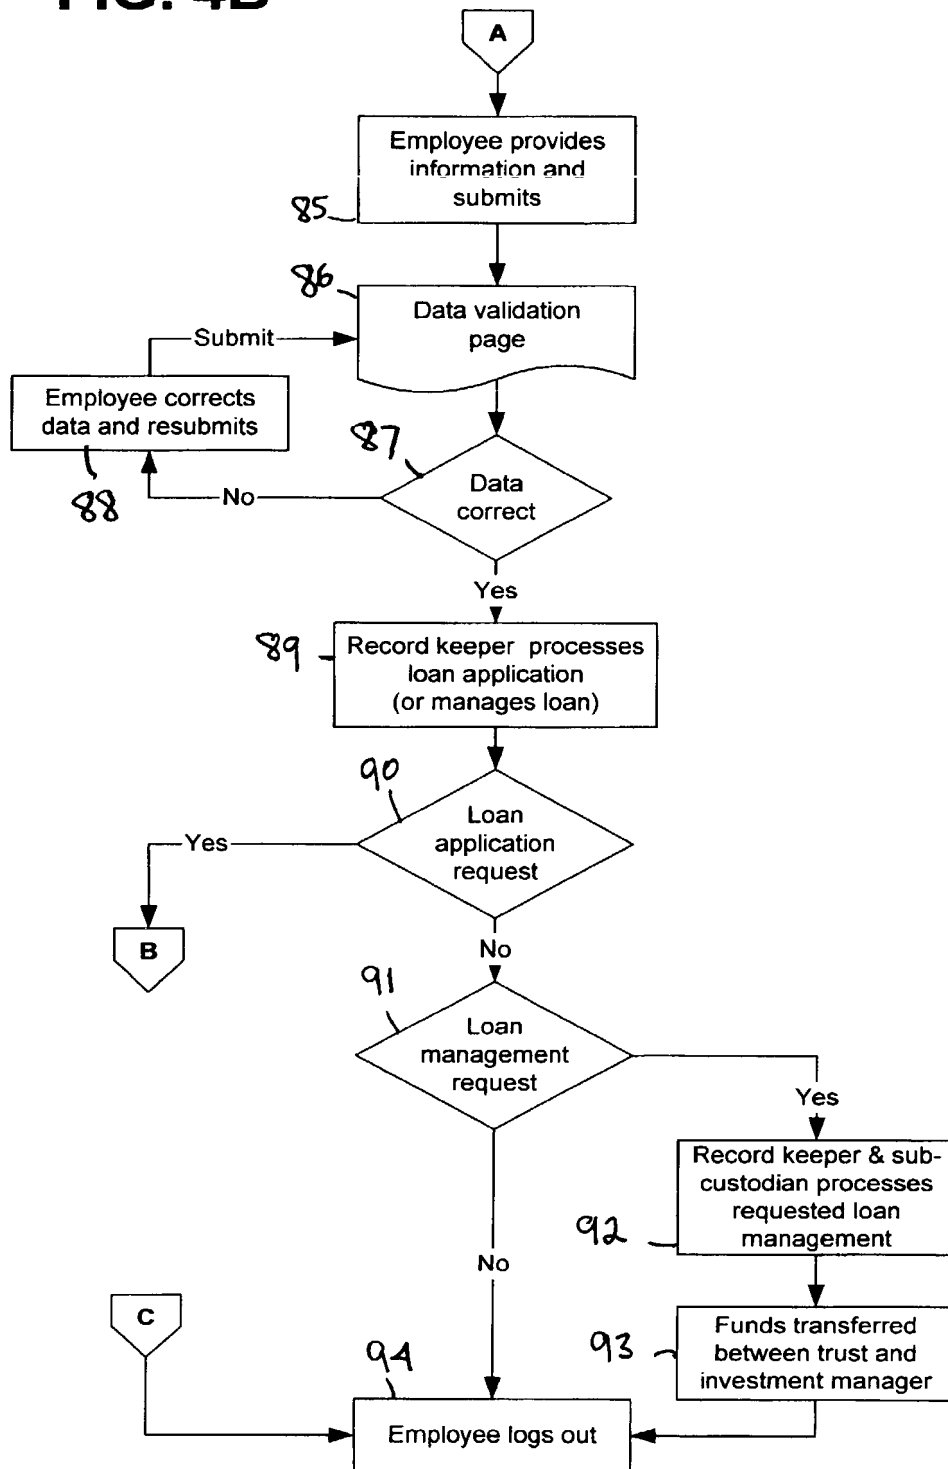 FIG. 4B
A
Employee provides
information and
submits
85
86
Data validation
page
Submit
Employee corrects
data and resubmits
88
87
Data
correct
No
Yes
89
Record keeper processes
loan application
(or manages loan)
90
Loan
application
request
Yes
B
No
91
Loan
management
request
Yes
Record keeper & sub-
custodian processes
requested loan
management
92
No
C
Funds transferred
between trust and
investment manager
93
94
Employee logs out